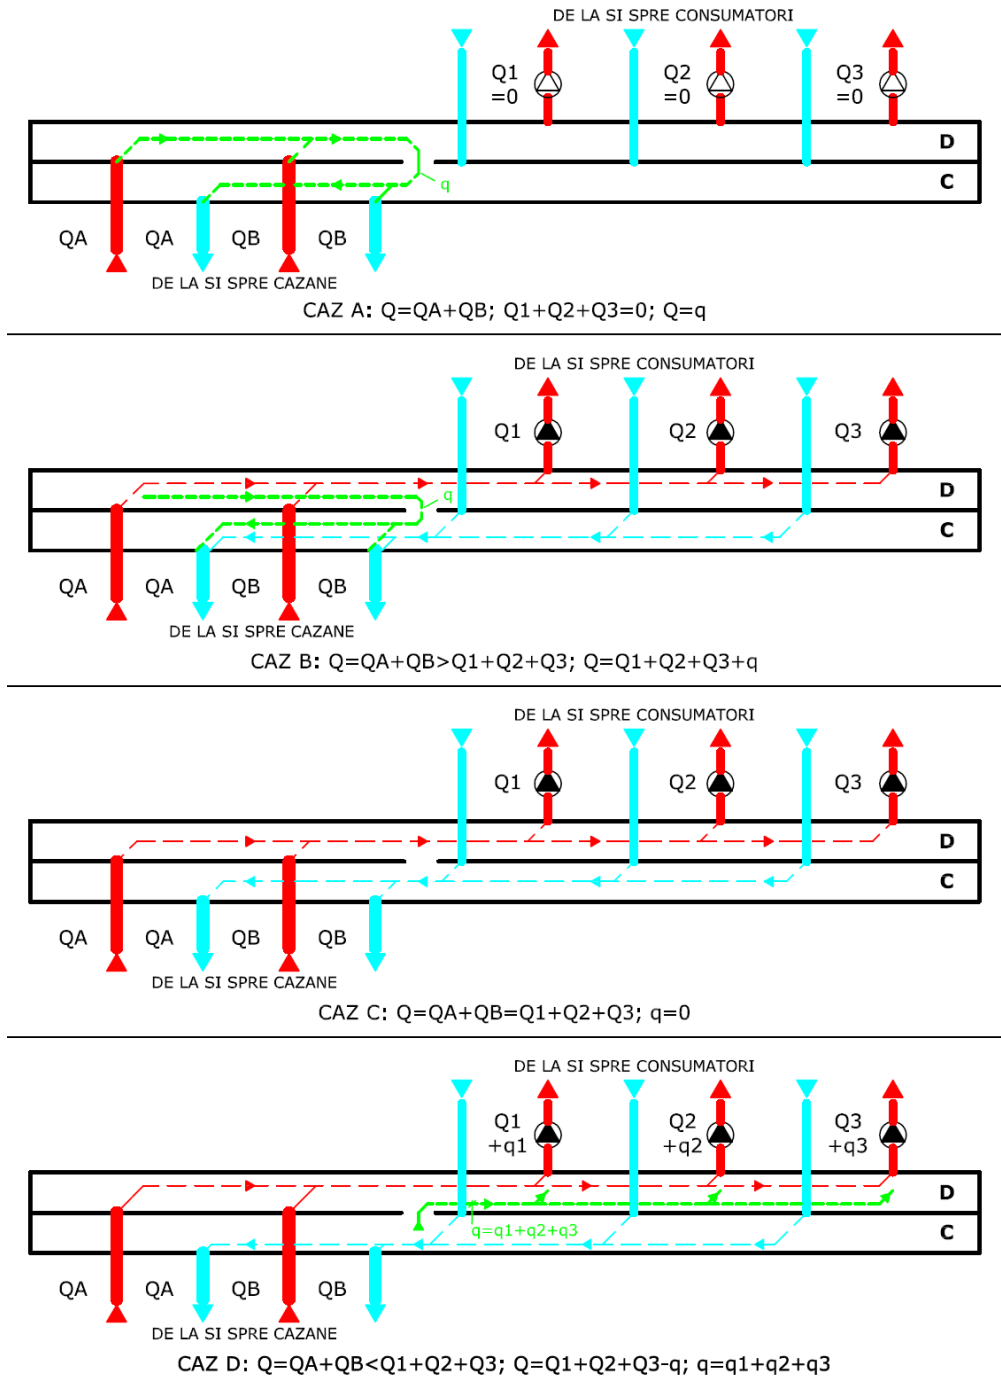 DE LA SI SPRE CONSUMATORI
Q1
=0
Q2
=0
Q3
=0
D
C
q
QA
QA
QB
QB
DE LA SI SPRE CAZANE
CAZ A: Q=QA+QB; Q1+Q2+Q3=0; Q=q
DE LA SI SPRE CONSUMATORI
Q1
Q2
Q3
D
q
C
QA
QA
QB
QB
DE LA SI SPRE CAZANE
CAZ B: Q=QA+QB>Q1+Q2+Q3; Q=Q1+Q2+Q3+q
DE LA SI SPRE CONSUMATORI
Q1
Q2
Q3
D
C
QA
QA
QB
QB
DE LA SI SPRE CAZANE
CAZ C: Q=QA+QB=Q1+Q2+Q3; q=0
DE LA SI SPRE CONSUMATORI
Q1
+q1
Q2
+q2
Q3
+q3
D
q=q1+q2+q3
C
QA
QA
QB
QB
DE LA SI SPRE CAZANE
CAZ D: Q=QA+QB<Q1+Q2+Q3; Q=Q1+Q2+Q3-q; q=q1+q2+q3